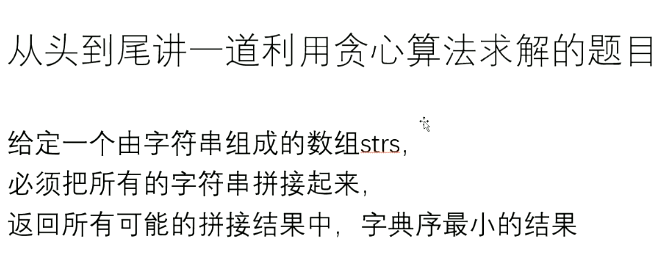 从头到尾讲一道利用贪心算法求解的题目
给定一个由字符串组成的数组strs，
必须把所有的字符串拼接起来，
返回所有可能的拼接结果中，字典序最小的结果